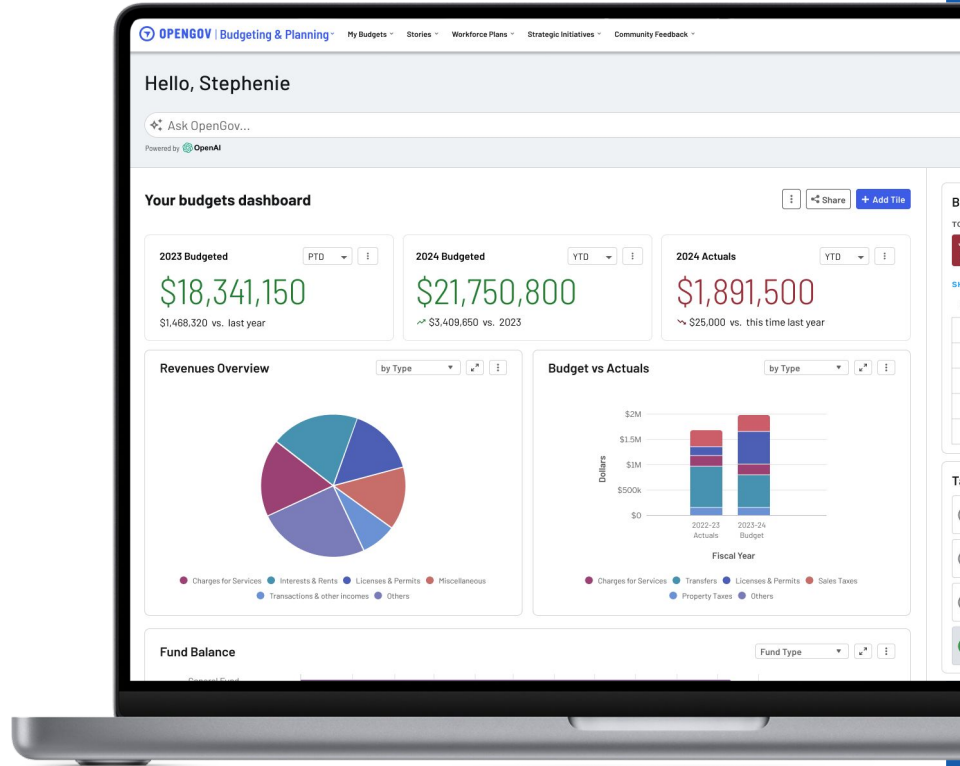 OPENGOV | Budgeting & Planning My Budgets Stories Workforce Plans Strategic Initiatives Community Feedback
Hello, Stephenie
Ask OpenGov...
Powered by OpenAI
Your budgets dashboard
Share + Add Tile
2023 Budgeted PTD
$18,341,150
$1,468,320 vs. last year
2024 Budgeted YTD
$21,750,800
$3,409,650 vs. 2023
2024 Actuals YTD
$1,891,500
$25,000 vs. this time last year
Revenues Overview by Type
Charges for Services Interests & Rents Licenses & Permits Miscellaneous
Transactions & other incomes Others
Budget vs Actuals by Type
$2M
$1.5M
$1M
$500k
$0
Dollars
2022-23 2023-24
Actuals Budget
Fiscal Year
Charges for Services Transfers Licenses & Permits Sales Taxes
Property Taxes Others
Fund Balance Fund Type
General Fund